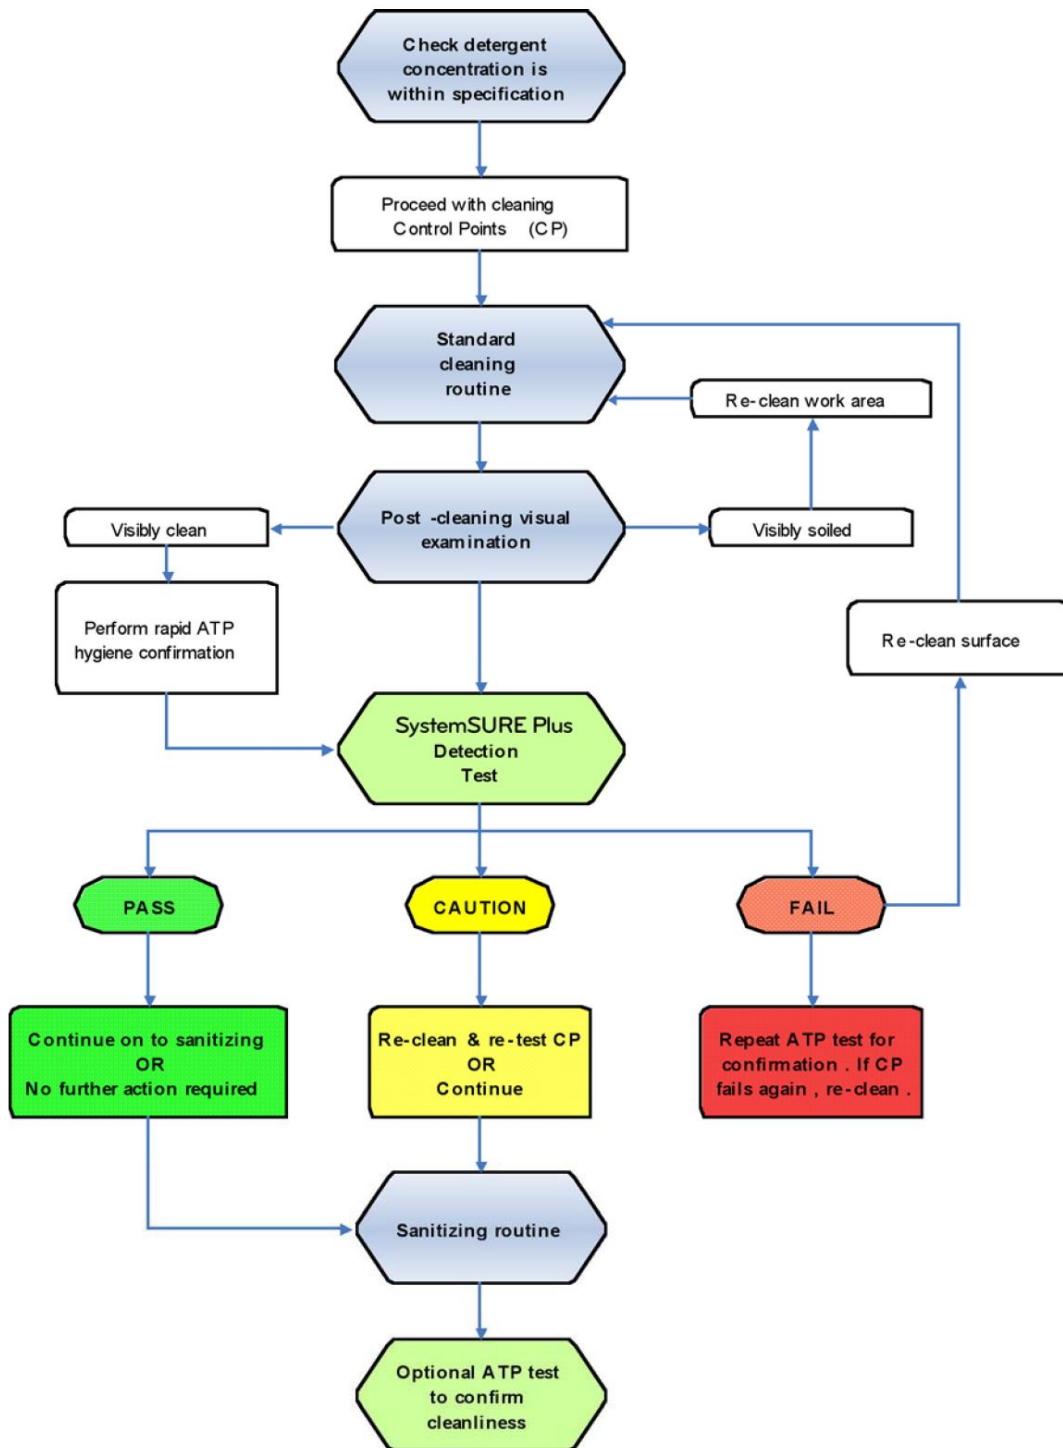 Check detergent
concentration is
within specification
Proceed with cleaning
Control Points (CP)
Standard
cleaning
routine
Re-clean work area
Post -cleaning visual
examination
Visibly clean
Visibly soiled
Perform rapid ATP
hygiene confirmation
Re-clean surface
SystemSURE Plus
Detection
Test
PASS
CAUTION
FAIL
Continue on to sanitizing
OR
No further action required
Re-clean & re-test CP
OR
Continue
Repeat ATP test for
confirmation . If CP
fails again , re-clean .
Sanitizing routine
Optional ATP test
to confirm
cleanliness